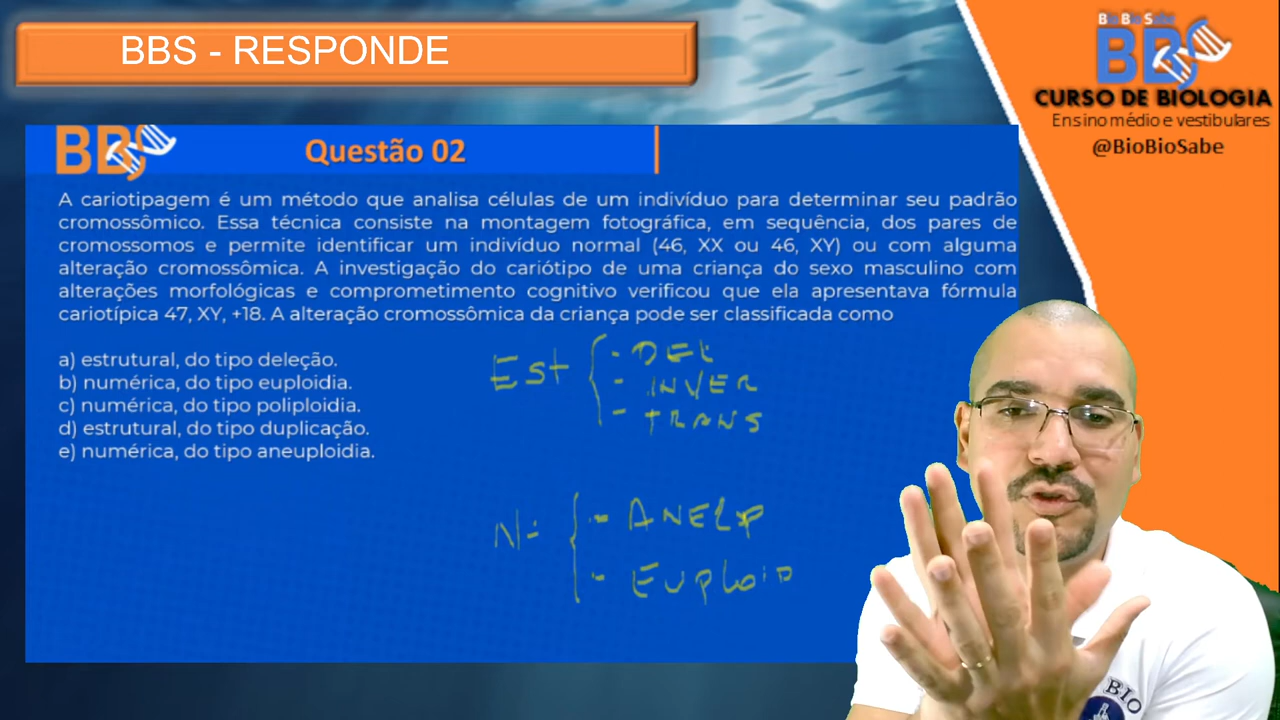 BBS - RESPONDE
Bio Bio Sabe
BBS
CURSO DE BIOLOGIA
Ensino médio e vestibulares
@BioBioSabe
BBS
Questão 02
A cariotipagem é um método que analisa células de um indivíduo para determinar seu padrão
cromossômico. Essa técnica consiste na montagem fotográfica, em sequência, dos pares de
cromossomos e permite identificar um indivíduo normal (46, XX ou 46, XY) ou com alguma
alteração cromossômica. A investigação do cariótipo de uma criança do sexo masculino com
alterações morfológicas e comprometimento cognitivo verificou que ela apresentava fórmula
cariotípica 47, XY, +18. A alteração cromossômica da criança pode ser classificada como
a) estrutural, do tipo deleção.
b) numérica, do tipo euploidia.
c) numérica, do tipo poliploidia.
d) estrutural, do tipo duplicação.
e) numérica, do tipo aneuploidia.
Est { - DEL
- INVER
- TRANS
N: { -
- EUPLOID
BIO